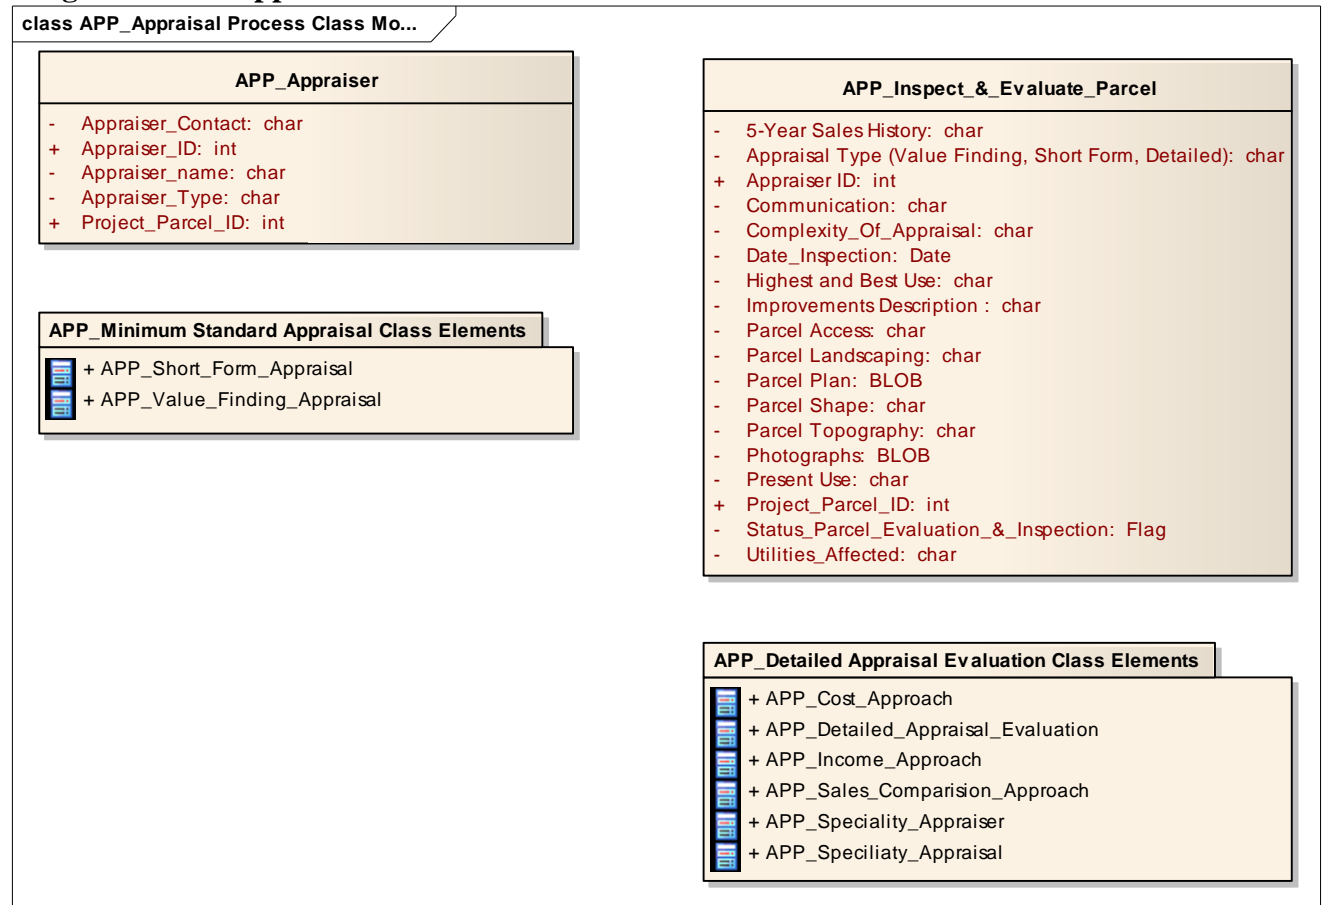 class APP_Appraisal Process Class Mo...
APP_Appraiser
- Appraiser_Contact: char
+ Appraiser_ID: int
- Appraiser_name: char
- Appraiser_Type: char
+ Project_Parcel_ID: int
APP_Minimum Standard Appraisal Class Elements
+ APP_Short_Form_Appraisal
+ APP_Value_Finding_Appraisal
APP_Inspect_&_Evaluate_Parcel
- 5-Year Sales History: char
- Appraisal Type (Value Finding, Short Form, Detailed): char
+ Appraiser ID: int
- Communication: char
- Complexity_Of_Appraisal: char
- Date_Inspection: Date
- Highest and Best Use: char
- Improvements Description : char
- Parcel Access: char
- Parcel Landscaping: char
- Parcel Plan: BLOB
- Parcel Shape: char
- Parcel Topography: char
- Photographs: BLOB
- Present Use: char
+ Project_Parcel_ID: int
- Status_Parcel_Evaluation_&_Inspection: Flag
- Utilities_Affected: char
APP_Detailed Appraisal Evaluation Class Elements
+ APP_Cost_Approach
+ APP_Detailed_Appraisal_Evaluation
+ APP_Income_Approach
+ APP_Sales_Comparision_Approach
+ APP_Speciality_Appraiser
+ APP_Speciliaty_Appraisal